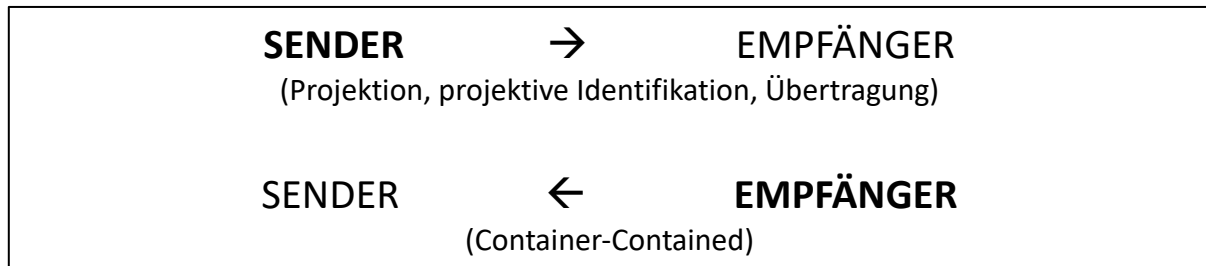 SENDER → EMPFÄNGER
(Projektion, projektive Identifikation, Übertragung)
SENDER ← EMPFÄNGER
(Container-Contained)